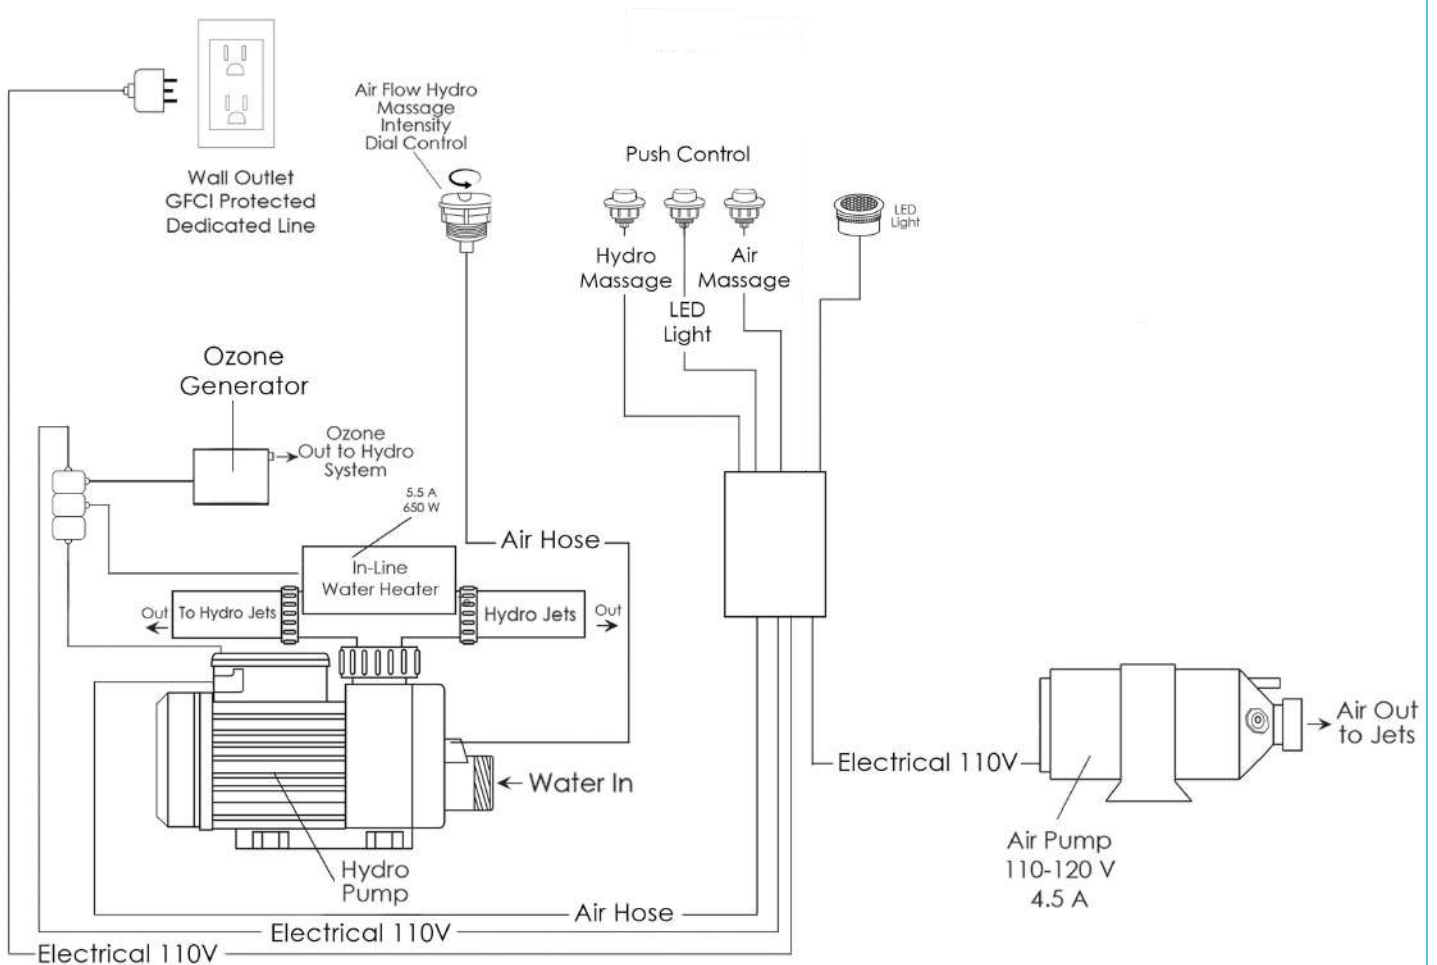 Wall Outlet
GFCI Protected
Dedicated Line
Air Flow Hydro
Massage
Intensity
Dial Control
Push Control
Hydro
Massage
LED
Light
Air
Massage
LED
Light
Ozone
Generator
Ozone
Out to Hydro
System
5.5 A
650 W
Air Hose
In-Line
Water Heater
Out
To Hydro Jets
Hydro Jets
Out
Water In
Hydro
Pump
Electrical 110V
Air Out
to Jets
Air Pump
110-120 V
4.5 A
Air Hose
Electrical 110V
Electrical 110V